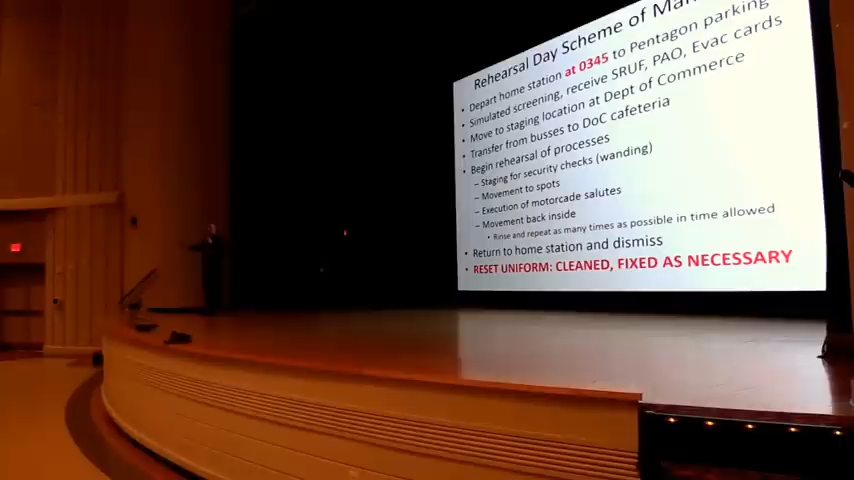 Rehearsal Day Scheme of
• Depart home station at 0345 to Pentagon parking
• Simulated screening, receive SRUF, PAO, Evac cards
• Move to staging location at Dept of Commerce
• Transfer from busses to DoC cafeteria
• Begin rehearsal of processes
– Staging for security checks (wanding)
– Movement to spots
– Execution of motorcade salutes
– Movement back inside
• Rinse and repeat as many times as possible in time allowed
• Return to home station and dismiss
• RESET UNIFORM: CLEANED, FIXED AS NECESSARY